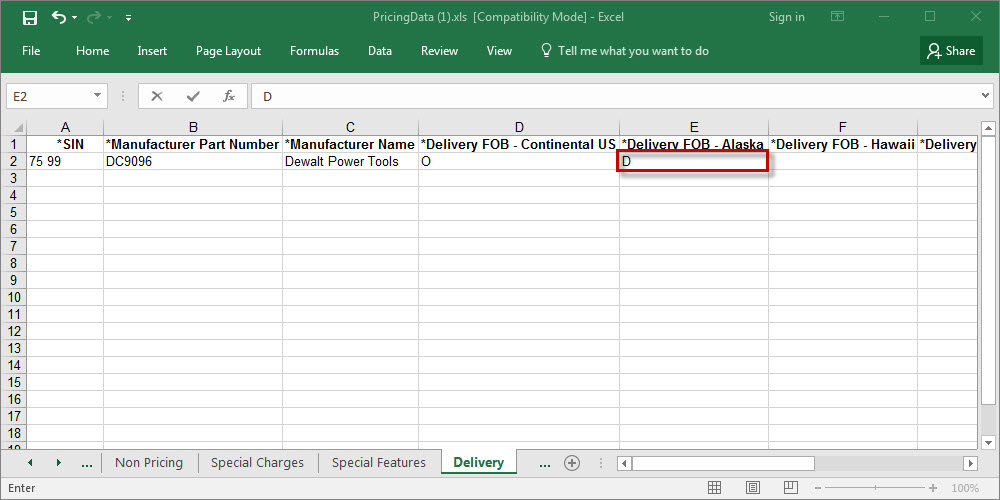 PricingData (1).xls [Compatibility Mode] - Excel
Sign in
File Home Insert Page Layout Formulas Data Review View Tell me what you want to do Share
E2 fx D
A B C D E F
1 *SIN *Manufacturer Part Number *Manufacturer Name *Delivery FOB - Continental US *Delivery FOB - Alaska *Delivery FOB - Hawaii *Delivery
2 75 99 DC9096 Dewalt Power Tools O D
3
4
5
6
7
8
9
10
11
12
13
14
15
16
17
18
19
... Non Pricing Special Charges Special Features Delivery ...
Enter 100%